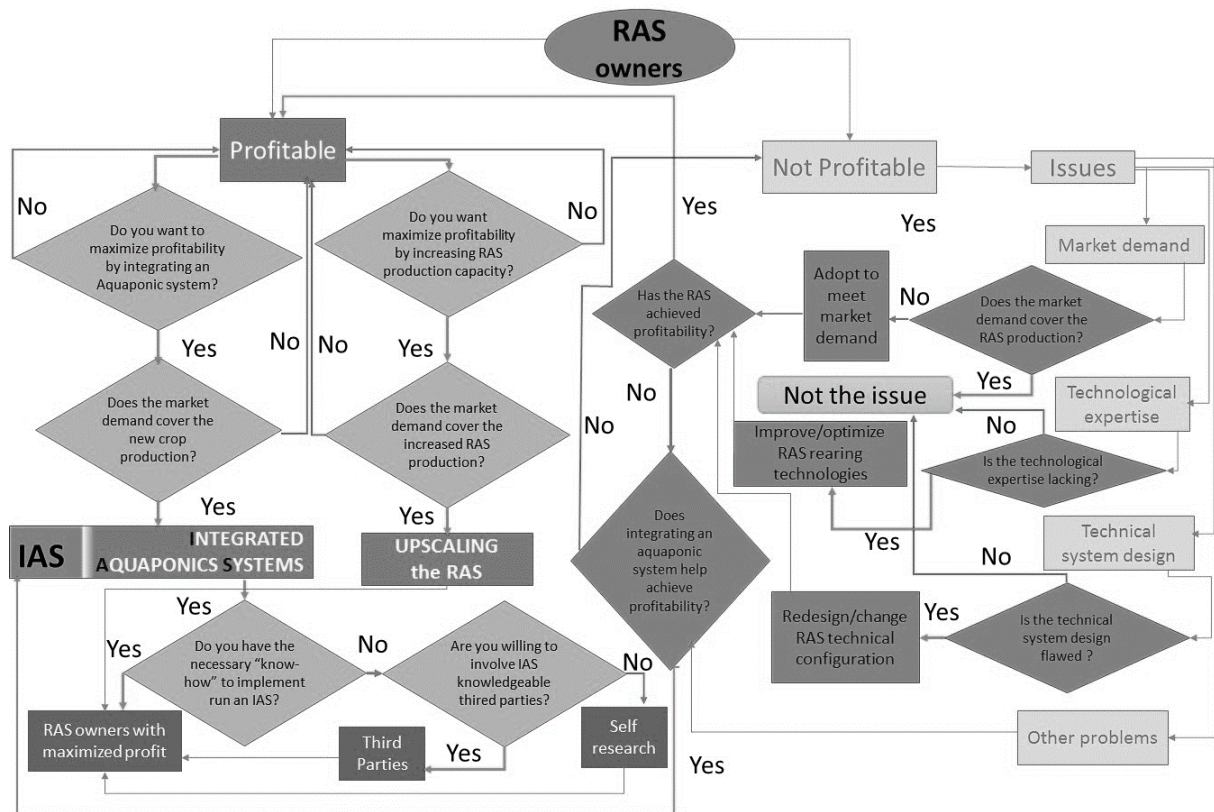 RAS
owners
Profitable
Not Profitable
Issues
No
Do you want to
maximize profitability
by integrating an
Aquaponic system?
Do you want
maximize profitability
by increasing RAS
production capacity?
No
Yes
Yes
Market demand
Has the RAS
achieved
profitability?
Adopt to
meet
market
demand
No
Does the market
demand cover the
RAS production?
Yes
No
No
Yes
No
No
Yes
Not the issue
Technological
expertise
Does the market
demand cover the
new crop
production?
Does the market
demand cover the
increased RAS
production?
Improve/optimize
RAS rearing
technologies
No
Is the technological
expertise lacking?
Yes
Yes
Yes
IAS
INTEGRATED
AQUAPONICS SYSTEMS
UPSCALING
the RAS
Does
integrating an
aquaponic
system help
achieve
profitability?
Technical
system design
No
Yes
Yes
Do you have the
necessary “know-
how” to implement
run an IAS?
No
Are you willing to
involve IAS
knowledgeable
thired parties?
No
Redesign/change
RAS technical
configuration
Yes
Is the technical
system design
flawed ?
RAS owners with
maximized profit
Third
Parties
Yes
Self
research
Yes
Other problems